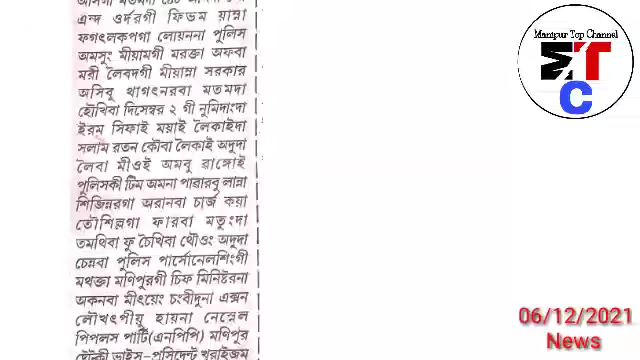 এন্দ ওর্দরগী ফিডম য়াম্না
ফগৎলকপগা লোয়ননা পুলিস
অমসুং মীয়ামগী মরক্তা অফবা
মরী লৈবদগী মীয়াম্না সরকার
অসিবু থাগৎনরবা মতমদা
হৌখিবা দিসেম্বর ২ গী নুমিদাংদা
ইরম সিফাই ময়াই লৈকাইদা
সলাম রতন কৌবা লৈকাই অদুদা
লৈবা মীওই অমবু ৱাঙ্গোই
পুলিসকী টিম অমনা পাৱারবু লান্না
শিজিন্নরগা অরানবা চার্জ কয়া
তৌশিল্লগা ফারবা মতুংদা
তমথিবা ফু চৈখিবা থৌওং অদুদা
চেন্নবা পুলিস পার্সোনেলশিংগী
মথক্তা মণিপুরগী চিফ মিনিষ্টরনা
অকনবা মীৎয়েং চংবীদুনা এক্সন
লৌখৎপীয়ু হায়না নেস্নেল
পিপলস পার্টি(এনপিপি) মণিপুর
Manipur Top Channel
MTC
06/12/2021
News